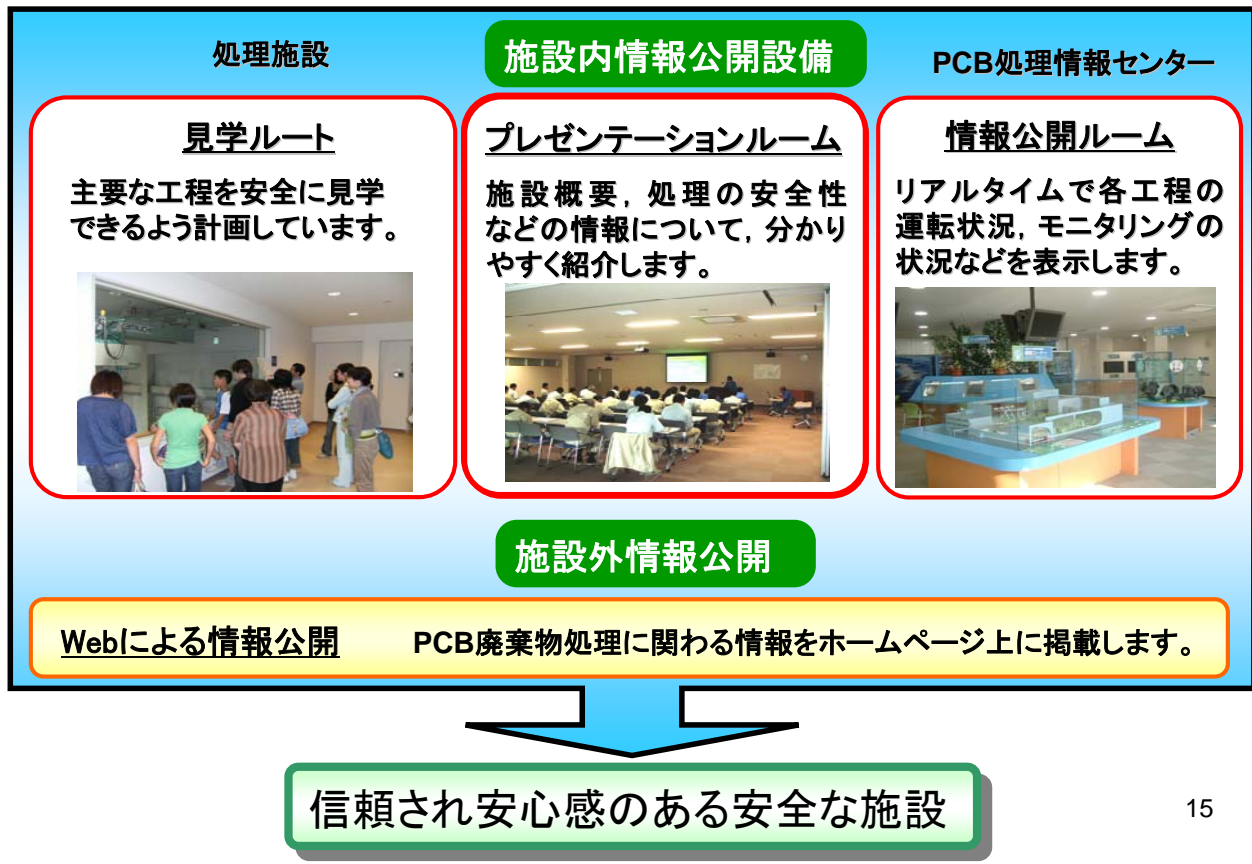 処理施設
施設内情報公開設備
PCB処理情報センター
見学ルート
主要な工程を安全に見学
できるよう計画しています。
プレゼンテーションルーム
施設概要，処理の安全性
などの情報について，分かり
やすく紹介します。
情報公開ルーム
リアルタイムで各工程の
運転状況，モニタリングの
状況などを表示します。
施設外情報公開
Webによる情報公開 PCB廃棄物処理に関わる情報をホームページ上に掲載します。
信頼され安心感のある安全な施設
15